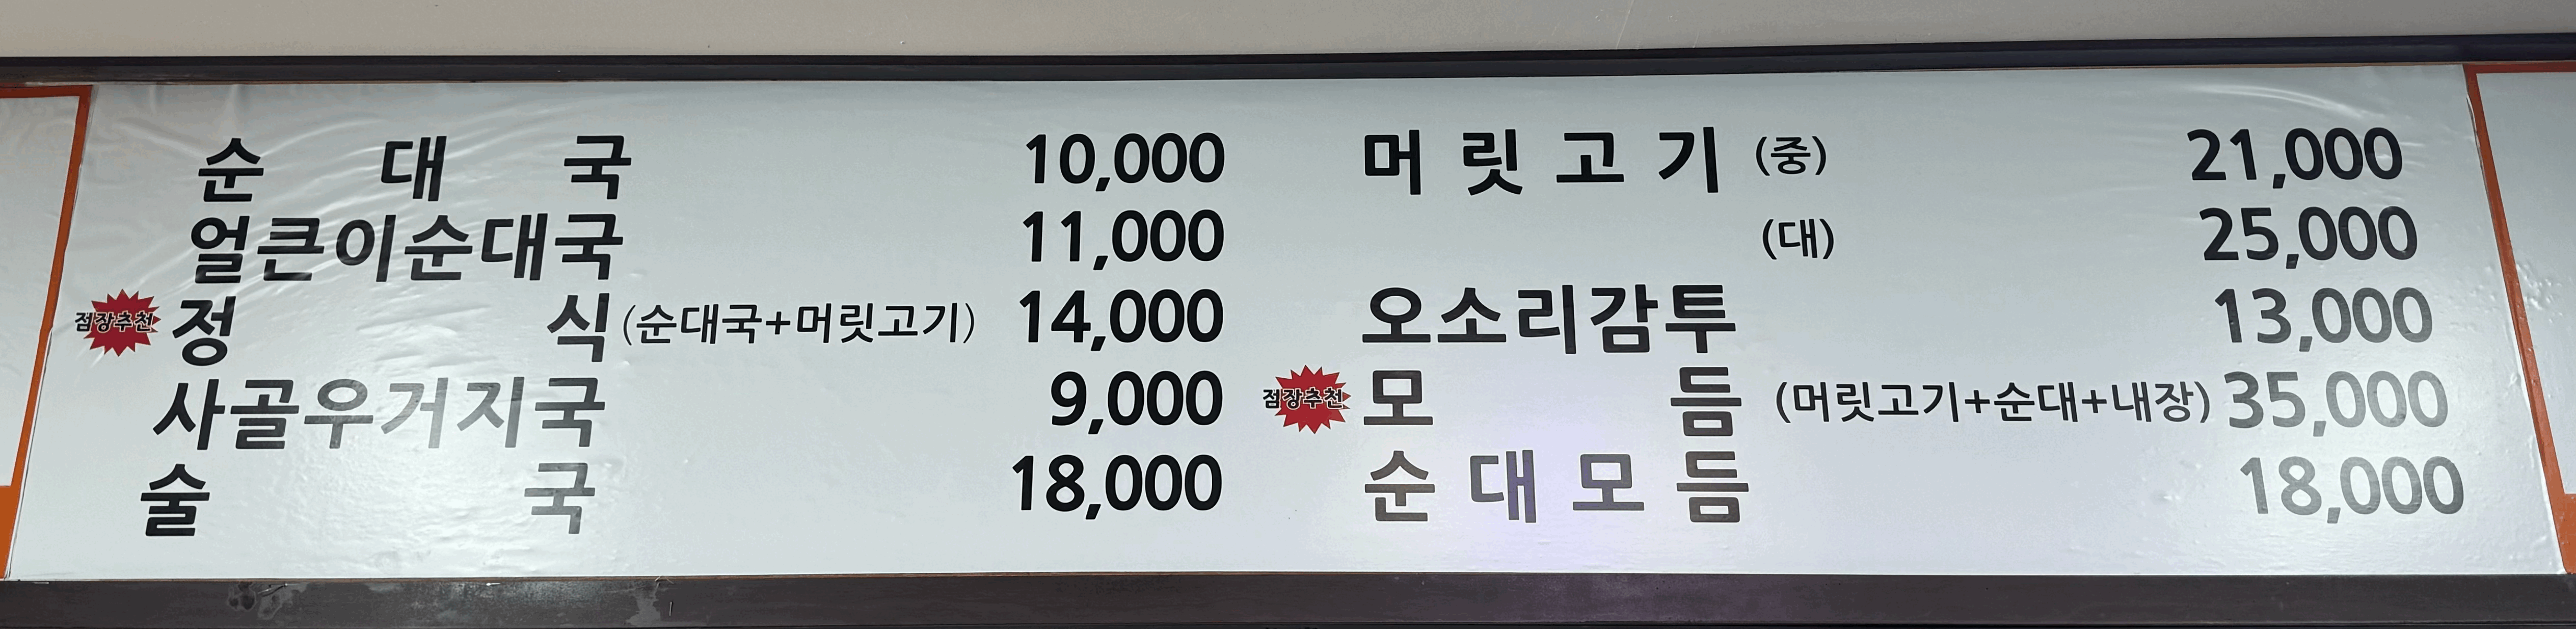 순대국 10,000
얼큰이순대국 11,000
점장추천 정식 (순대국+머릿고기) 14,000
사골우거지국 9,000
술국 18,000
머릿고기 (중) 21,000
(대) 25,000
오소리감투 13,000
점장추천 모듬 (머릿고기+순대+내장) 35,000
순대모듬 18,000